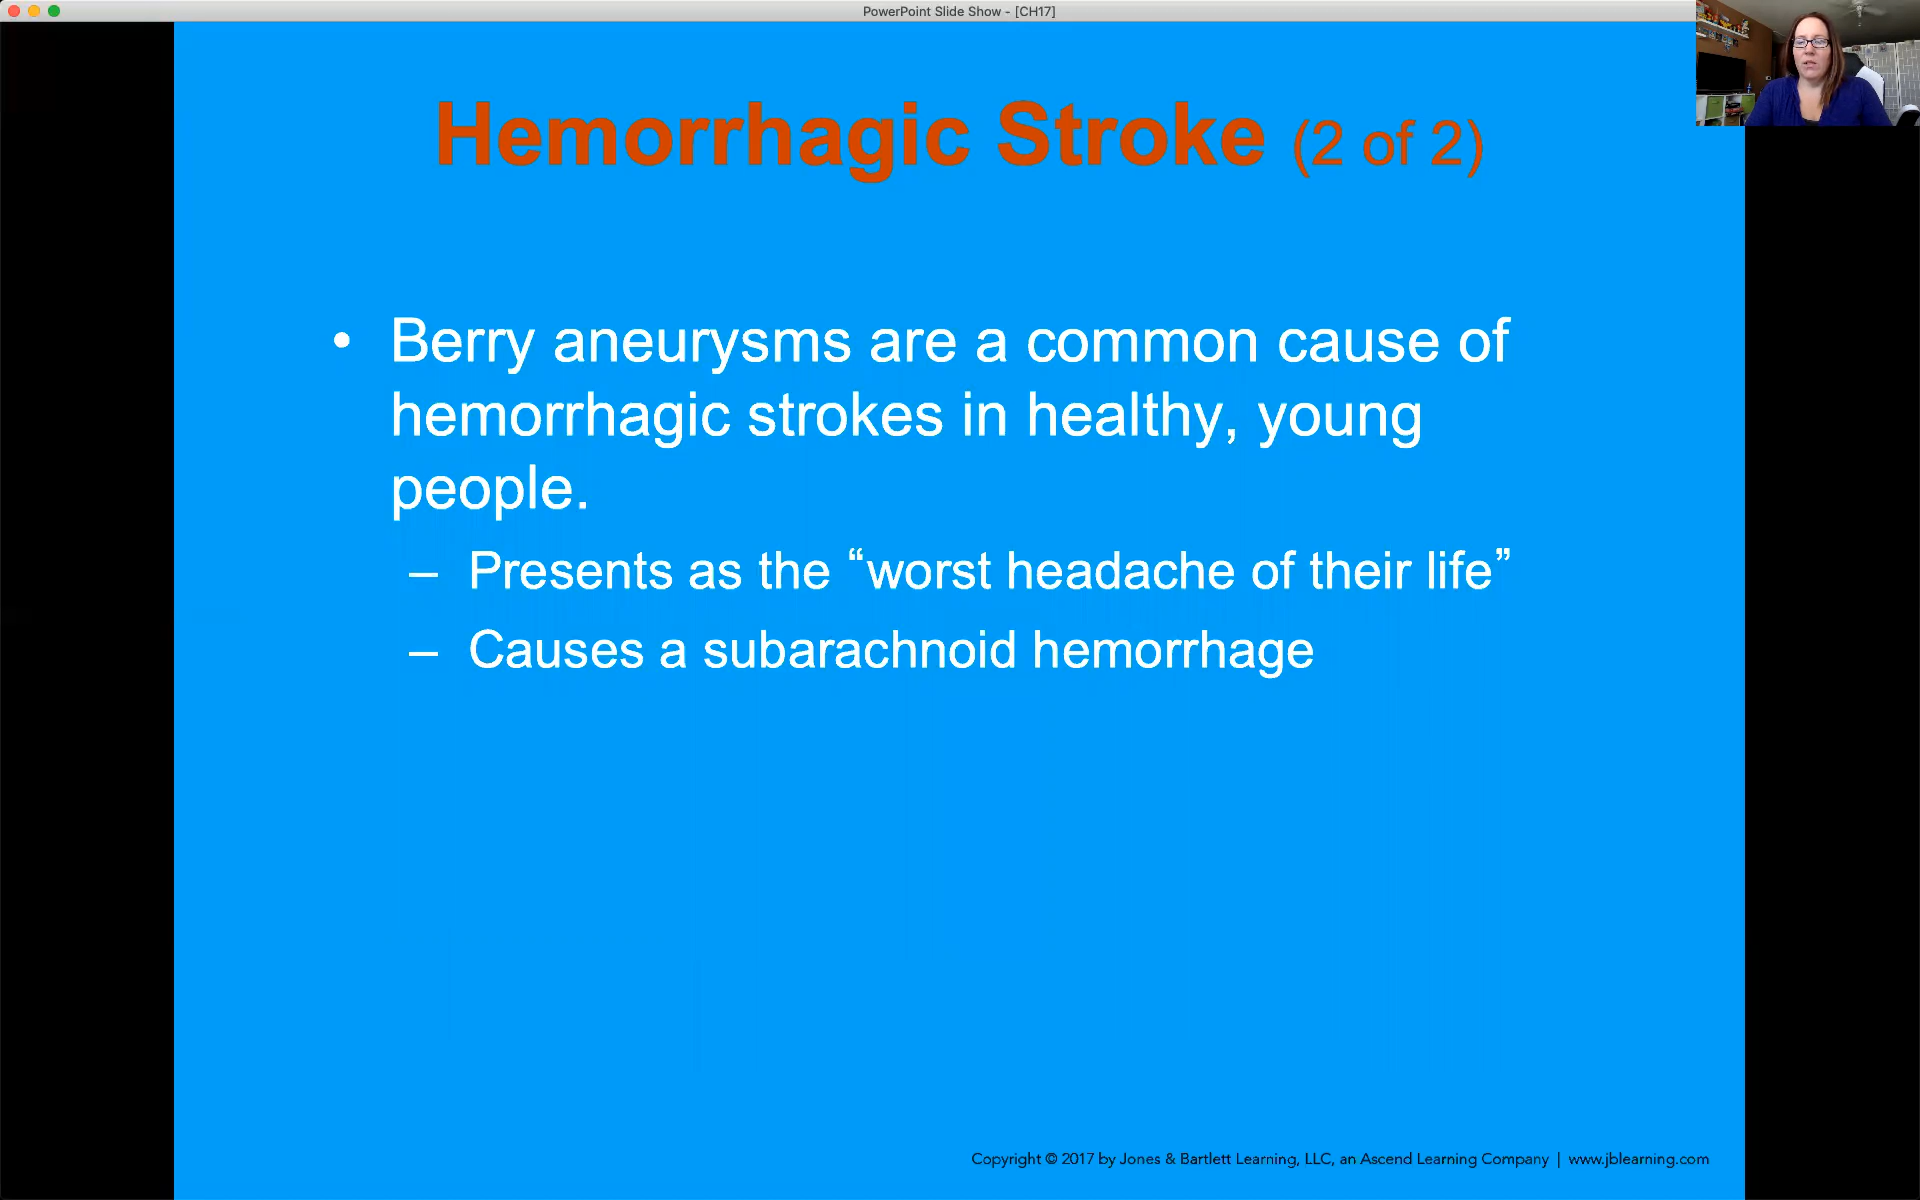 PowerPoint Slide Show - [CH17]
Hemorrhagic Stroke (2 of 2)
• Berry aneurysms are a common cause of
hemorrhagic strokes in healthy, young
people.
– Presents as the “worst headache of their life”
– Causes a subarachnoid hemorrhage
Copyright © 2017 by Jones & Bartlett Learning, LLC, an Ascend Learning Company | www.jblearning.com